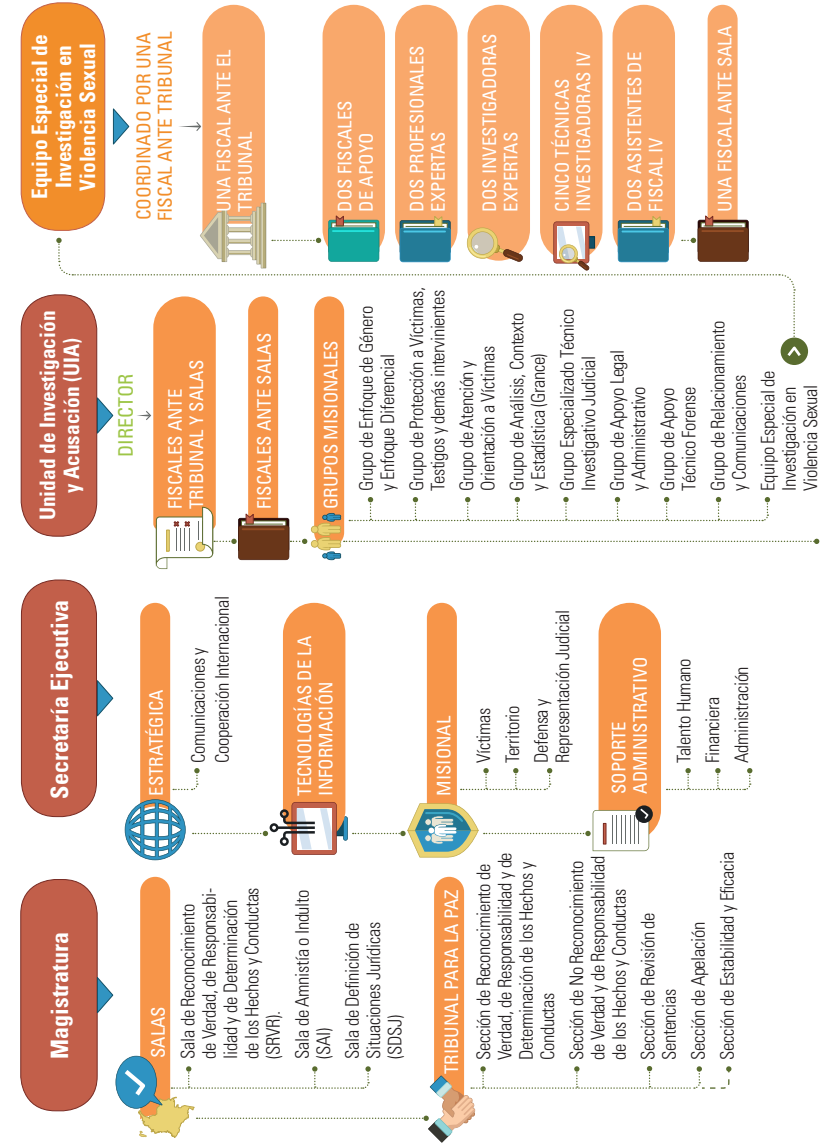 Magistratura
SALAS
Sala de Reconocimiento
de Verdad, de Responsabi-
lidad y de Determinación
de los Hechos y Conductas
(SRVR).
Sala de Amnistía o Indulto
(SAI)
Sala de Definición de
Situaciones Jurídicas
(SDSJ)
TRIBUNAL PARA LA PAZ
Sección de Reconocimiento de
Verdad, de Responsabilidad y de
Determinación de los Hechos y
Conductas
Sección de No Reconocimiento
de Verdad y de Responsabilidad
de los Hechos y Conductas
Sección de Revisión de
Sentencias
Sección de Apelación
Sección de Estabilidad y Eficacia
Secretaría Ejecutiva
ESTRATÉGICA
Comunicaciones y
Cooperación Internacional
TECNOLOGÍAS DE LA
INFORMACIÓN
MISIONAL
Víctimas
Territorio
Defensa y
Representación Judicial
SOPORTE
ADMINISTRATIVO
Talento Humano
Financiera
Administración
Unidad de Investigación
y Acusación (UIA)
DIRECTOR
FISCALES ANTE
TRIBUNAL Y SALAS
FISCALES ANTE SALAS
GRUPOS MISIONALES
Grupo de Enfoque de Género
y Enfoque Diferencial
Grupo de Protección a Víctimas,
Testigos y demás intervinientes
Grupo de Atención y
Orientación a Víctimas
Grupo de Análisis, Contexto
y Estadística (Grance)
Grupo Especializado Técnico
Investigativo Judicial
Grupo de Apoyo Legal
y Administrativo
Grupo de Apoyo
Técnico Forense
Grupo de Relacionamiento
y Comunicaciones
Equipo Especial de
Investigación en
Violencia Sexual
Equipo Especial de
Investigación en
Violencia Sexual
COORDINADO POR UNA
FISCAL ANTE TRIBUNAL
UNA FISCAL ANTE EL
TRIBUNAL
DOS FISCALES
DE APOYO
DOS PROFESIONALES
EXPERTAS
DOS INVESTIGADORAS
EXPERTAS
CINCO TÉCNICAS
INVESTIGADORAS IV
DOS ASISTENTES DE
FISCAL IV
UNA FISCAL ANTE SALA